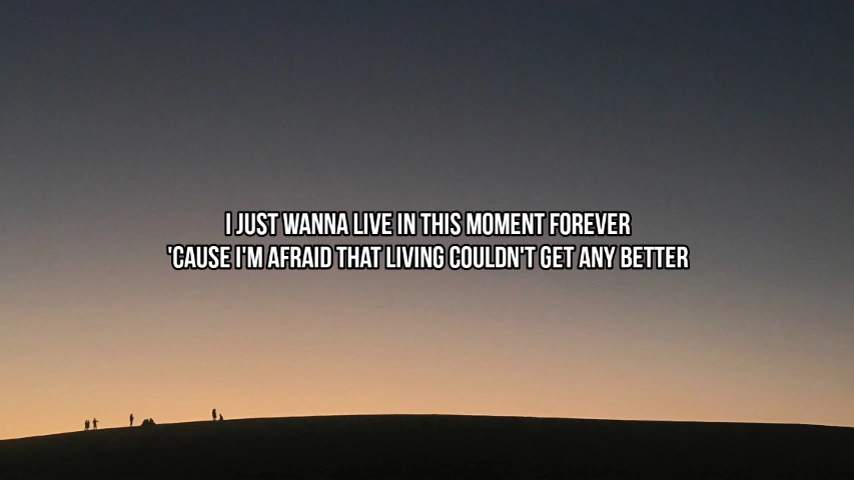 I JUST WANNA LIVE IN THIS MOMENT FOREVER
'CAUSE I'M AFRAID THAT LIVING COULDN'T GET ANY BETTER